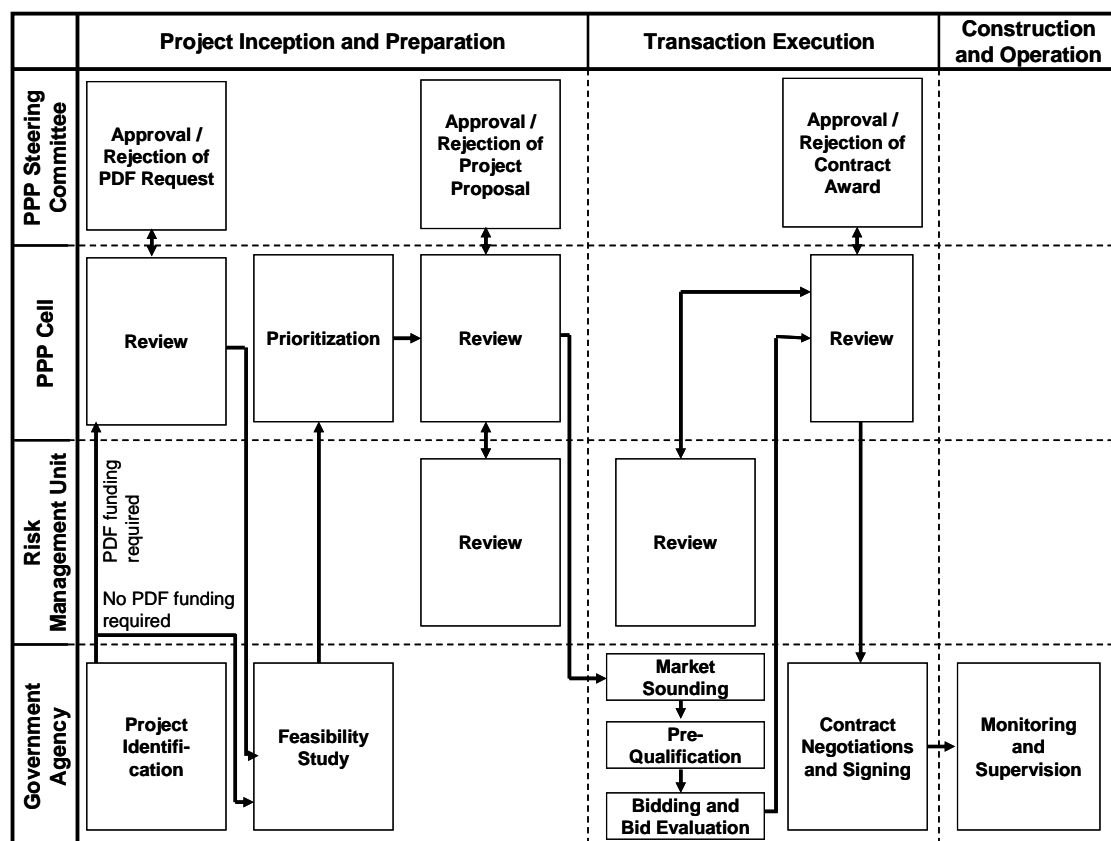 Project Inception and Preparation
Transaction Execution
Construction
and Operation
PPP Steering
Committee
Approval /
Rejection of
PDF Request
Approval /
Rejection of
Project
Proposal
Approval /
Rejection of
Contract
Award
PPP Cell
Review
Prioritization
Review
Review
Risk
Management Unit
PDF funding
required
No PDF funding
required
Review
Review
Government
Agency
Project
Identifi-
cation
Feasibility
Study
Market
Sounding
Pre-
Qualification
Bidding and
Bid Evaluation
Contract
Negotiations
and Signing
Monitoring
and
Supervision